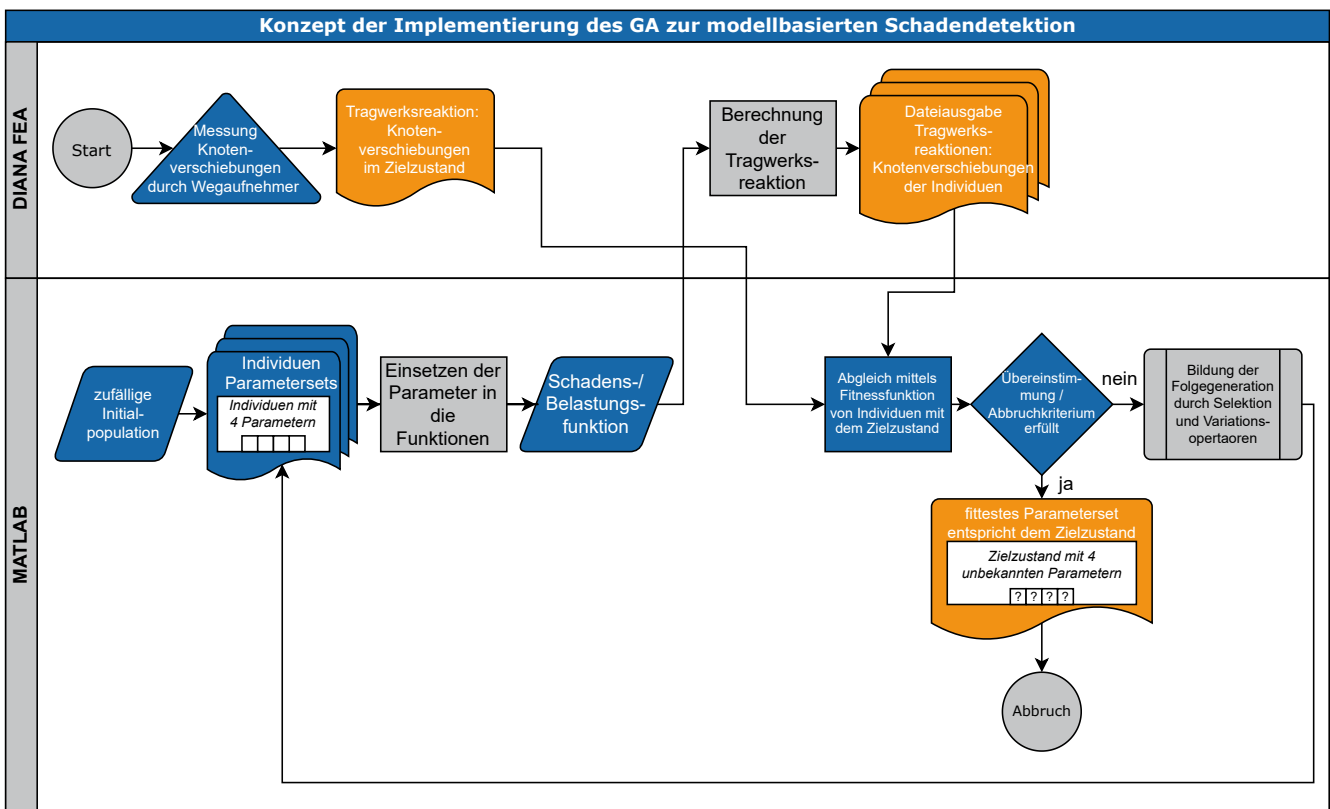 Konzept der Implementierung des GA zur modellbasierten Schadendetektion
DIANA FEA
Start
Messung
Knoten-
verschiebungen
durch Wegaufnehmer
Tragwerksreaktion:
Knoten-
verschiebungen
im Zielzustand
Berechnung
der
Tragwerks-
reaktion
Dateiausgabe
Tragwerks-
reaktionen:
Knotenverschiebungen
der Individuen
MATLAB
zufällige
Initial-
population
Individuen
Parametersets
Individuen mit
4 Parametern
Einsetzen der
Parameter in
die
Funktionen
Schadens-/
Belastungs-
funktion
Abgleich mittels
Fitnessfunktion
von Individuen mit
dem Zielzustand
Übereinstim-
mung /
Abbruchkriterium
erfüllt
nein
Bildung der
Folgegeneration
durch Selektion
und Variations-
opertaoren
ja
fittestes Parameterset
entspricht dem Zielzustand
Zielzustand mit 4
unbekannten Parametern
? ? ? ?
Abbruch